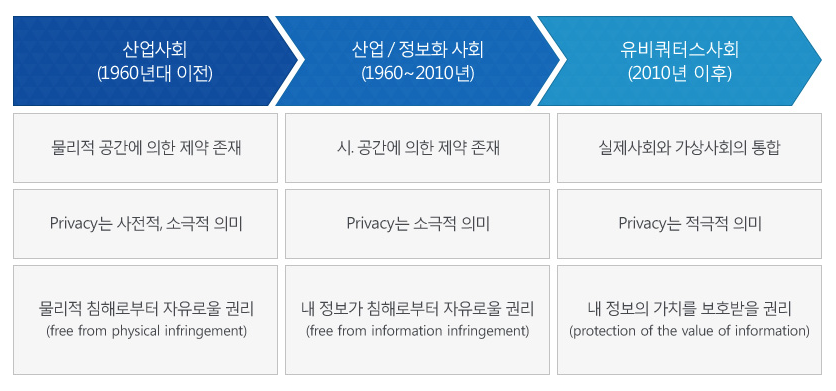 산업사회
(1960년대 이전)
산업 / 정보화 사회
(1960~2010년)
유비쿼터스사회
(2010년 이후)
물리적 공간에 의한 제약 존재
시. 공간에 의한 제약 존재
실제사회와 가상사회의 통합
Privacy는 사전적, 소극적 의미
Privacy는 소극적 의미
Privacy는 적극적 의미
물리적 침해로부터 자유로울 권리
(free from physical infringement)
내 정보가 침해로부터 자유로울 권리
(free from information infringement)
내 정보의 가치를 보호받을 권리
(protection of the value of information)